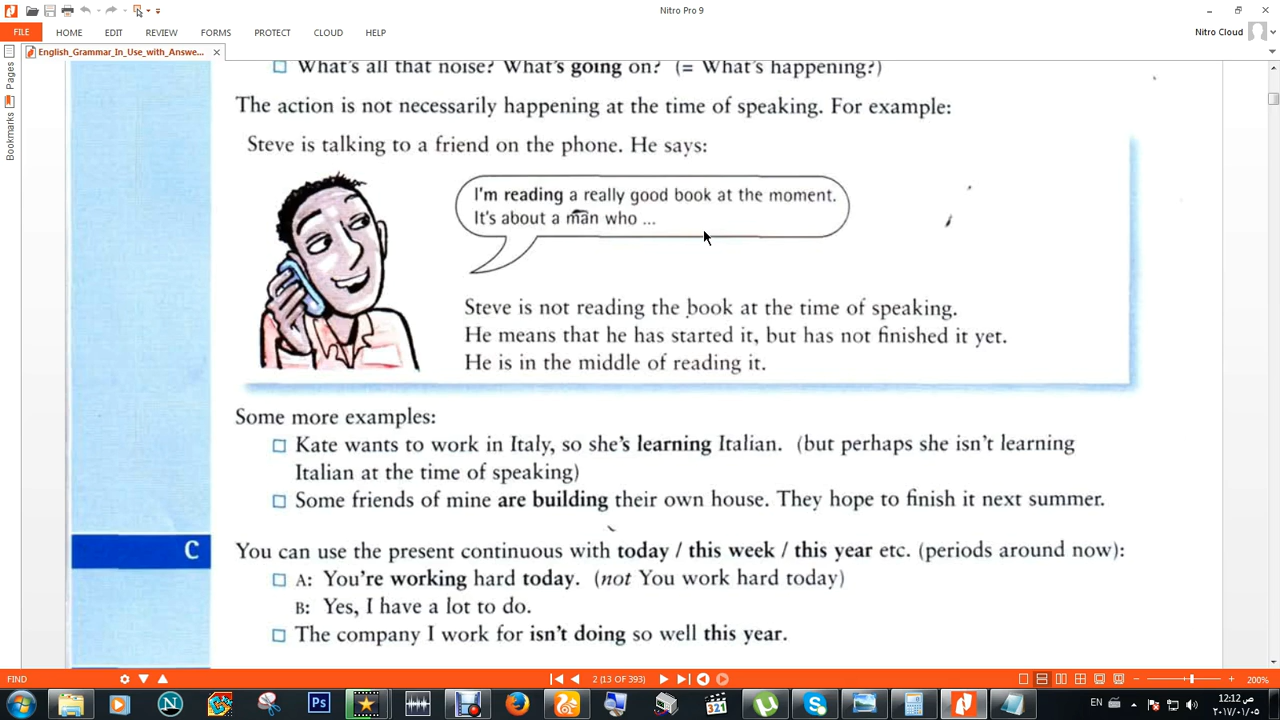 Nitro Pro 9
FILE HOME EDIT REVIEW FORMS PROTECT CLOUD HELP Nitro Cloud
English_Grammar_In_Use_with_Answe...
Pages
Bookmarks
What's all that noise? What's going on? (= What's happening?)
The action is not necessarily happening at the time of speaking. For example:
Steve is talking to a friend on the phone. He says:
I'm reading a really good book at the moment.
It's about a man who ...
Steve is not reading the book at the time of speaking.
He means that he has started it, but has not finished it yet.
He is in the middle of reading it.
Some more examples:
Kate wants to work in Italy, so she's learning Italian. (but perhaps she isn't learning
Italian at the time of speaking)
Some friends of mine are building their own house. They hope to finish it next summer.
C
You can use the present continuous with today / this week / this year etc. (periods around now):
A: You're working hard today. (not You work hard today)
B: Yes, I have a lot to do.
The company I work for isn't doing so well this year.
FIND 2 (13 OF 393) 200%
Ps 321 EN 12:12 ص
٢٠١٧/٠١/٠٥